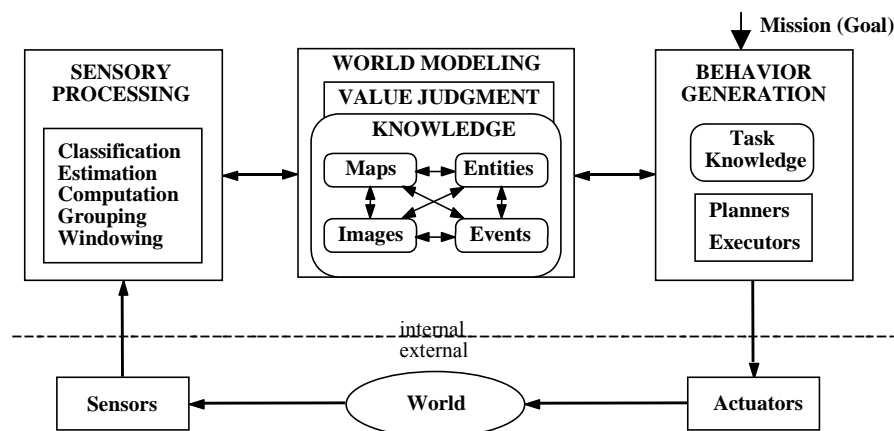 Mission (Goal)
SENSORY
PROCESSING
Classification
Estimation
Computation
Grouping
Windowing
WORLD MODELING
VALUE JUDGMENT
KNOWLEDGE
Maps
Entities
Images
Events
BEHAVIOR
GENERATION
Task
Knowledge
Planners
Executors
internal
external
Sensors
World
Actuators